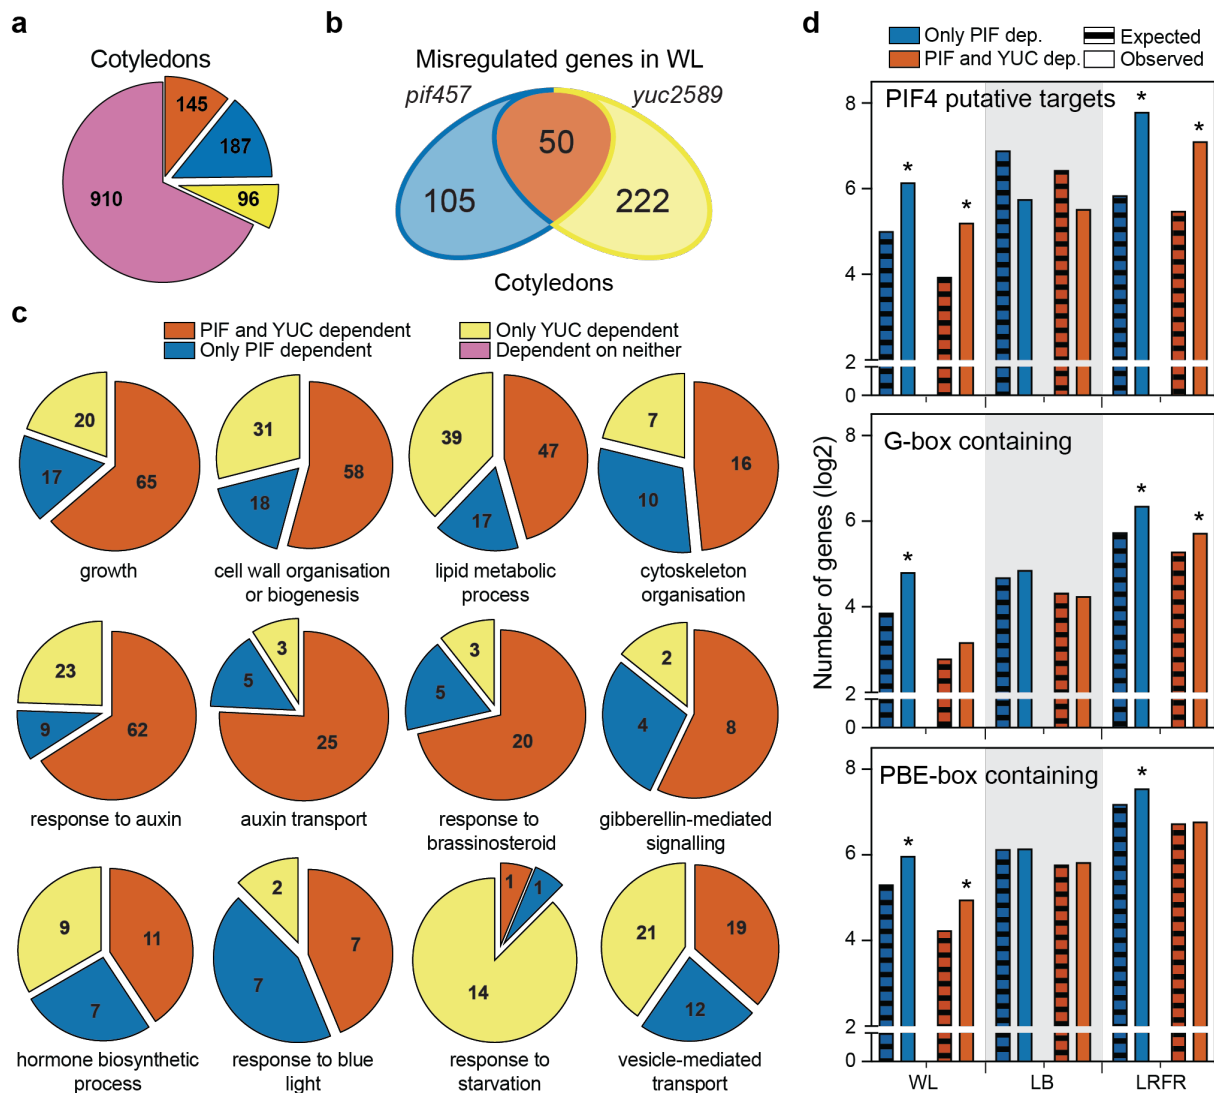 a
Cotyledons
145
187
96
910
b
Misregulated genes in WL
pif457
yuc2589
50
105
222
Cotyledons
c
PIF and YUC dependent
Only YUC dependent
Only PIF dependent
Dependent on neither
20
17
65
growth
31
18
58
cell wall organisation
or biogenesis
39
17
47
lipid metabolic
process
7
10
16
cytoskeleton
organisation
23
9
62
response to auxin
3
5
25
auxin transport
3
5
20
response to
brassinosteroid
2
4
8
gibberellin-mediated
signalling
9
7
11
hormone biosynthetic
process
2
7
7
response to blue
light
1
1
14
response to
starvation
21
12
19
vesicle-mediated
transport
d
Only PIF dep.
Expected
PIF and YUC dep.
Observed
Number of genes (log2)
PIF4 putative targets
8
6
4
2
2
0
* * * *
G-box containing
8
6
4
2
2
0
* * *
PBE-box containing
8
6
4
2
2
0
* * *
WL
LB
LRFR